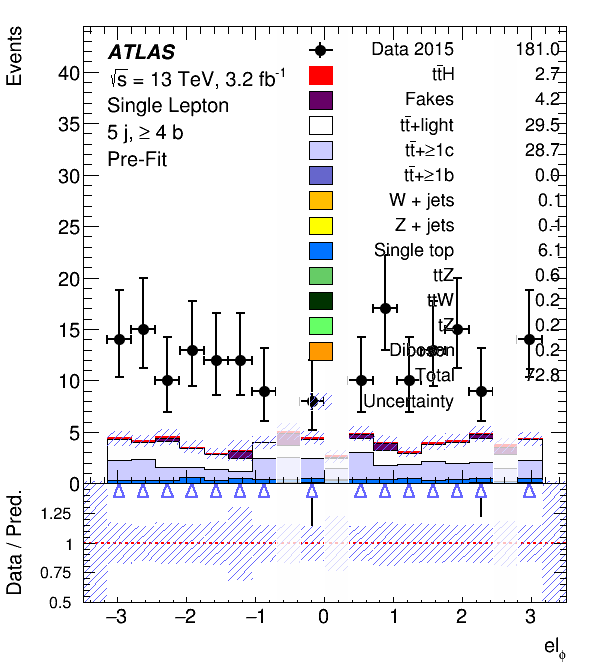 Events
ATLAS
√s = 13 TeV, 3.2 fb⁻¹
Single Lepton
5 j, ≥ 4 b
Pre-Fit
Data 2015 181.0
tt̄H 2.7
Fakes 4.2
tt̄+light 29.5
tt̄+≥1c 28.7
tt̄+≥1b 0.0
W + jets 0.1
Z + jets 0.1
Single top 6.1
ttZ 0.6
ttW 0.2
tZ 0.2
Diboson 0.2
Total 72.8
Uncertainty
40
35
30
25
20
15
10
5
0
Data / Pred.
1.25
1
0.75
0.5
−3 −2 −1 0 1 2 3
el_ϕ